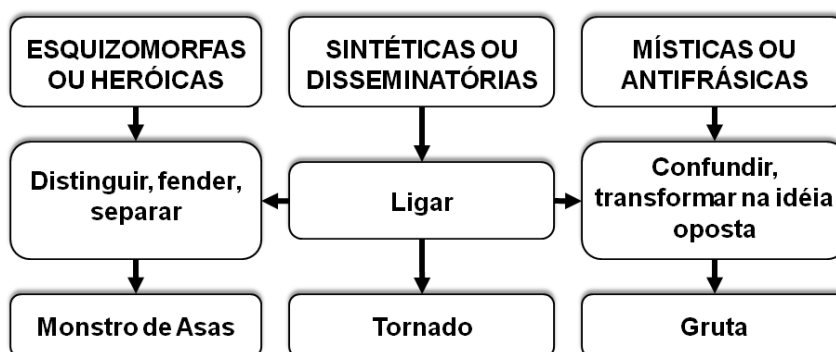 ESQUIZOMORFAS
OU HERÓICAS
SINTÉTICAS OU
DISSEMINATÓRIAS
MÍSTICAS OU
ANTIFRÁSICAS
Distinguir, fender,
separar
Ligar
Confundir,
transformar na idéia
oposta
Monstro de Asas
Tornado
Gruta